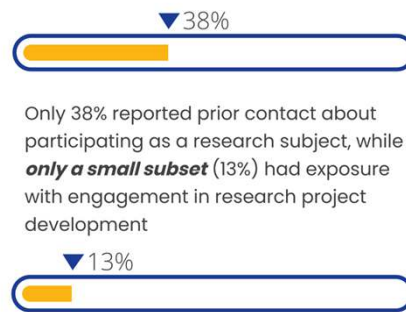 38%
Only 38% reported prior contact about
participating as a research subject, while
only a small subset (13%) had exposure
with engagement in research project
development
13%